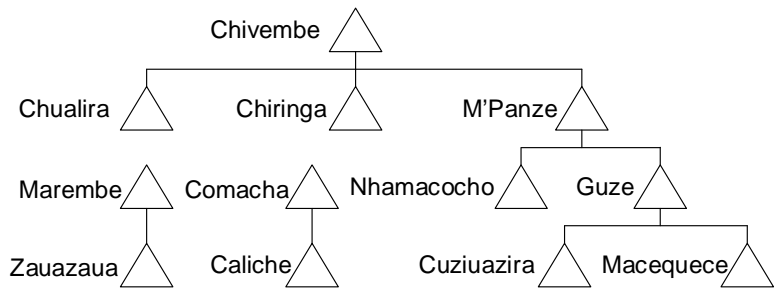 Chivembe
Chualira Chiringa M'Panze
Marembe Comacha Nhamacocho Guze
Zauazaua Caliche Cuziuazira Macequece